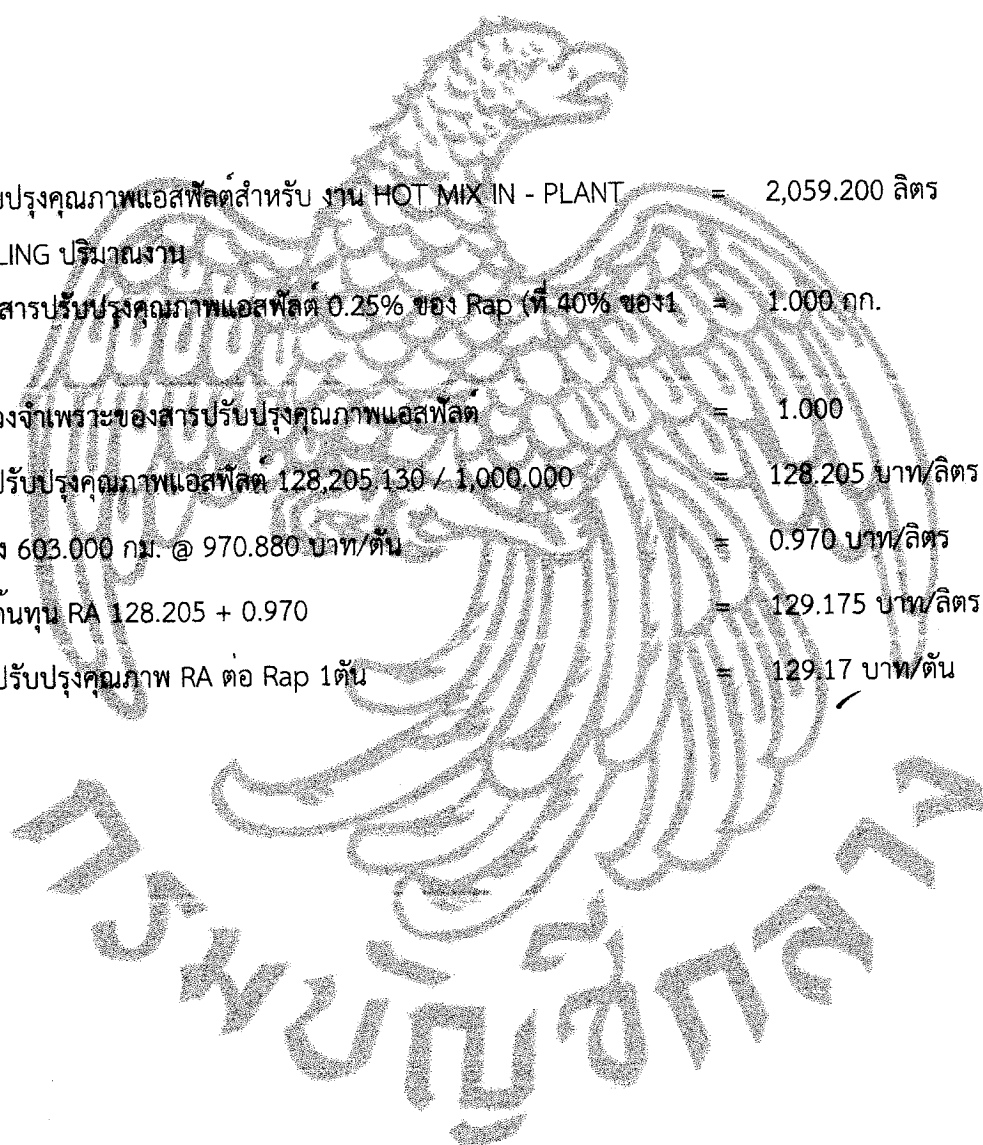 บปรุงคุณภาพแอสฟัลต์สำหรับ งาน HOT MIX IN - PLANT = 2,059.200 ลิตร
LING ปริมาณงาน
สารปรับปรุงคุณภาพแอสฟัลต์ 0.25% ของ Rap (ที่ 40% ของ1 = 1.000 กก.
งจำเพราะของสารปรับปรุงคุณภาพแอสฟัลต์ = 1.000
ปรับปรุงคุณภาพแอสฟัลต์ 128,205.130 / 1,000.000 = 128.205 บาท/ลิตร
ง 603.000 กม. @ 970.880 บาท/ตัน = 0.970 บาท/ลิตร
้นทุน RA 128.205 + 0.970 = 129.175 บาท/ลิตร
ปรับปรุงคุณภาพ RA ต่อ Rap 1ตัน = 129.17 บาท/ตัน
กรมบัญชีกลาง